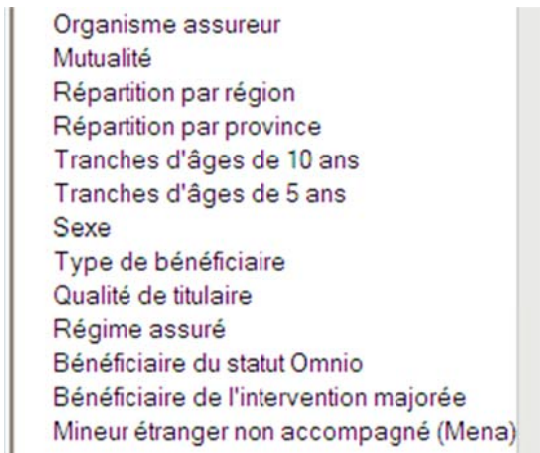 Organisme assureur
Mutualité
Répartition par région
Répartition par province
Tranches d'âges de 10 ans
Tranches d'âges de 5 ans
Sexe
Type de bénéficiaire
Qualité de titulaire
Régime assuré
Bénéficiaire du statut Omnio
Bénéficiaire de l'intervention majorée
Mineur étranger non accompagné (Mena)